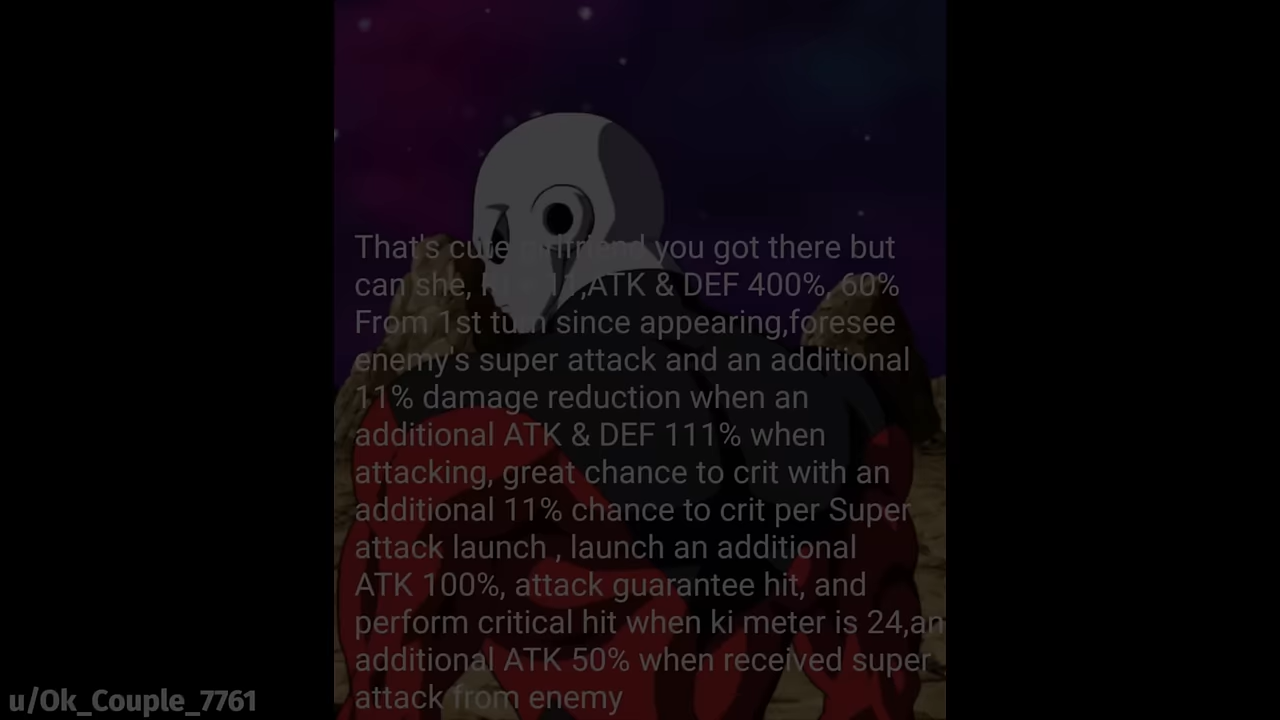 That's cute girlfriend you got there but
can she, ki + 11,ATK & DEF 400%, 60%
From 1st turn since appearing,foresee
enemy's super attack and an additional
11% damage reduction when an
additional ATK & DEF 111% when
attacking, great chance to crit with an
additional 11% chance to crit per Super
attack launch , launch an additional
ATK 100%, attack guarantee hit, and
perform critical hit when ki meter is 24,an
additional ATK 50% when received super
attack from enemy
u/Ok_Couple_7761